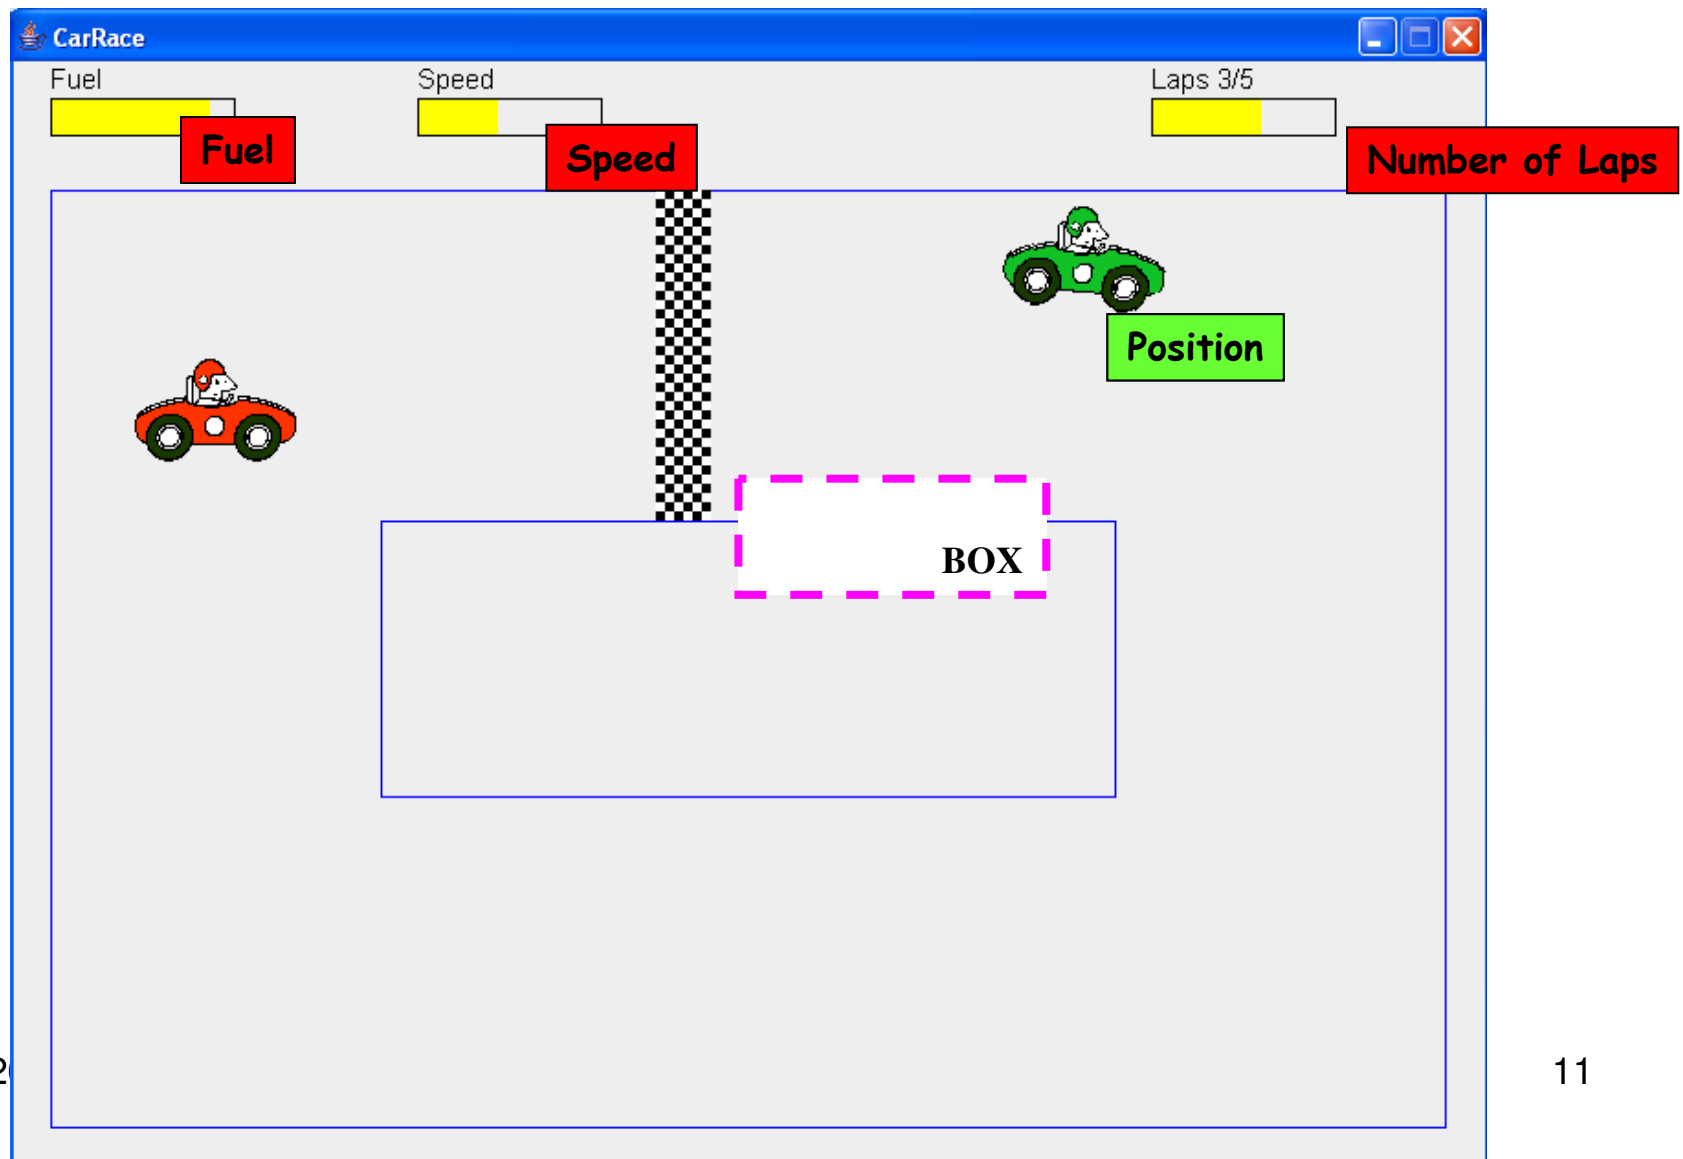 CarRace
Fuel
Speed
Laps 3/5
Fuel
Speed
Number of Laps
Position
BOX
11